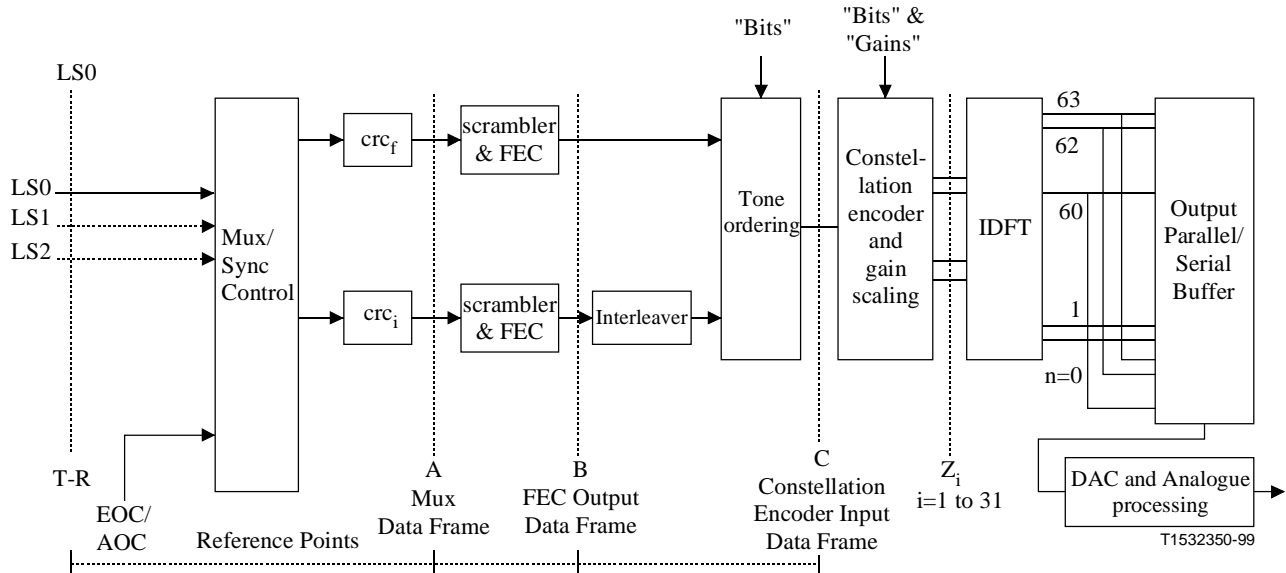 "Bits"
"Bits" &
"Gains"
LS0
63
crc_f
scrambler
& FEC
62
Constel-
lation
encoder
and
gain
scaling
LS0
LS1
LS2
Mux/
Sync
Control
Tone
ordering
IDFT
60
Output
Parallel/
Serial
Buffer
crc_i
scrambler
& FEC
Interleaver
1
n=0
T-R
A
Mux
Data Frame
B
FEC Output
Data Frame
C
Constellation
Encoder Input
Data Frame
Z_i
i=1 to 31
DAC and Analogue
processing
EOC/
AOC
Reference Points
T1532350-99